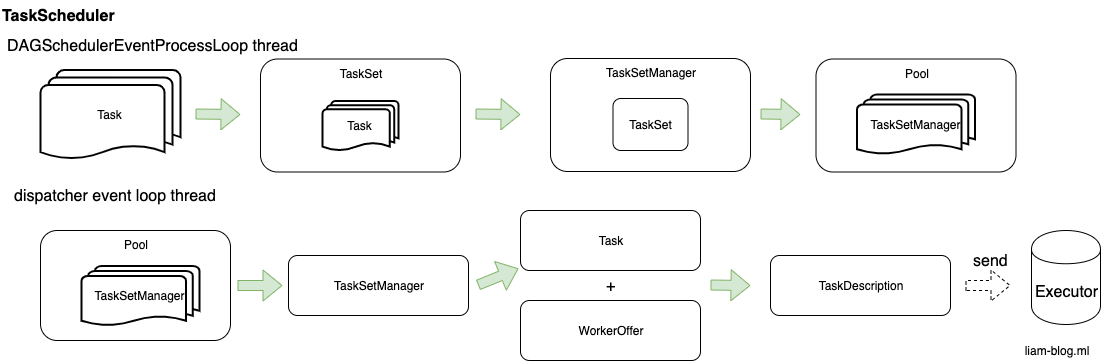 TaskScheduler
DAGSchedulerEventProcessLoop thread
Task
TaskSet
Task
TaskSetManager
TaskSet
Pool
TaskSetManager
dispatcher event loop thread
Pool
TaskSetManager
TaskSetManager
Task
+
WorkerOffer
TaskDescription
send
Executor
liam-blog.ml